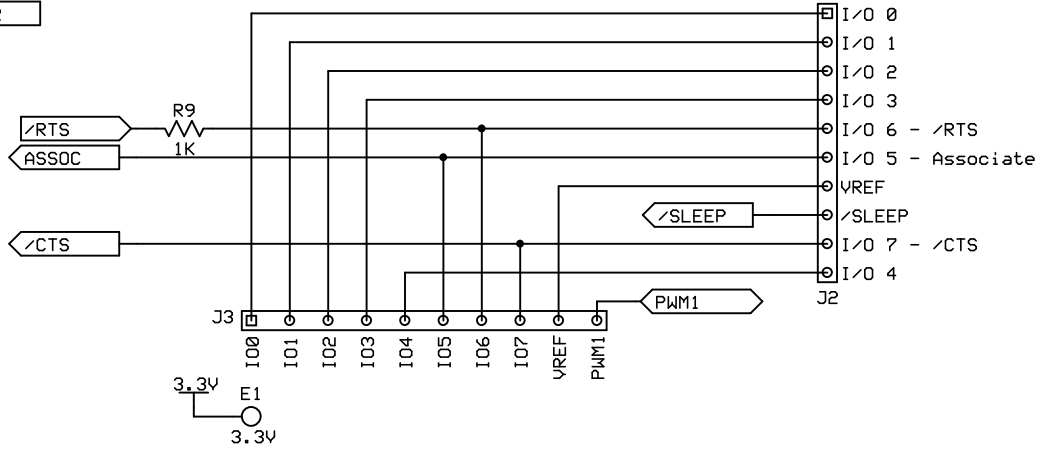 I/O 0
I/O 1
I/O 2
I/O 3
R9
/RTS
1K
I/O 6 - /RTS
ASSOC
I/O 5 - Associate
VREF
/SLEEP
/SLEEP
/CTS
I/O 7 - /CTS
I/O 4
J2
PWM1
J3
IO0
IO1
IO2
IO3
IO4
IO5
IO6
IO7
VREF
PWM1
3.3V
E1
3.3V